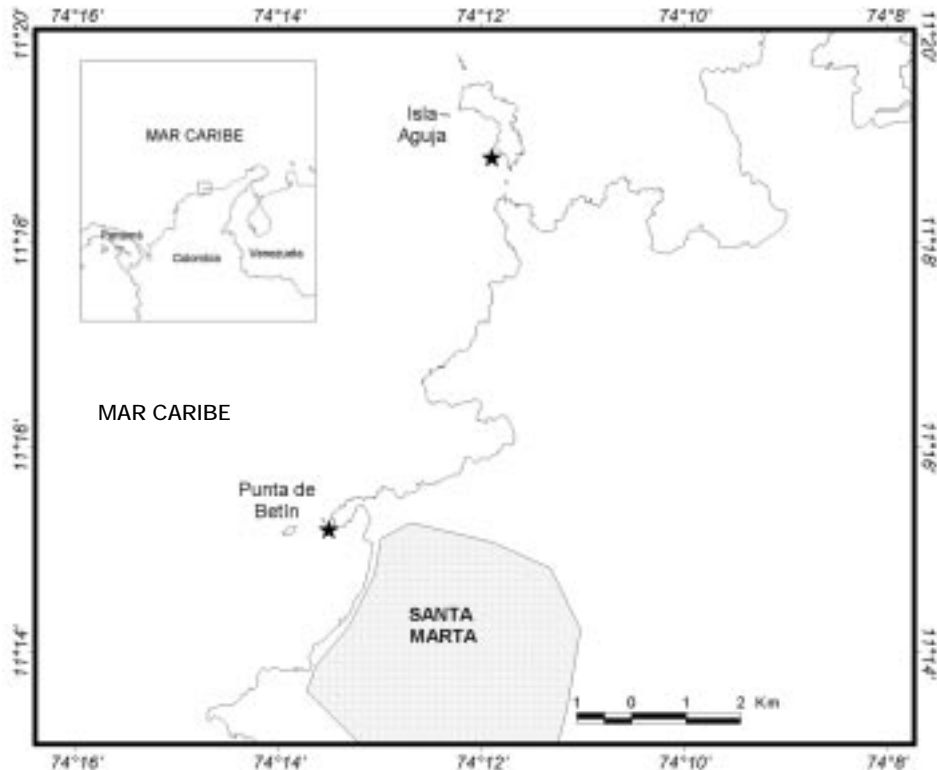 74°16' 74°14' 74°12' 74°10' 74°8'
11°20' 11°20'
MAR CARIBE
Panamá
Colombia
Venezuela
Isla
Aguja
11°18' 11°18'
MAR CARIBE
11°16' 11°16'
Punta de
Betín
SANTA
MARTA
11°14' 11°14'
1 0 1 2 Km
74°16' 74°14' 74°12' 74°10' 74°8'